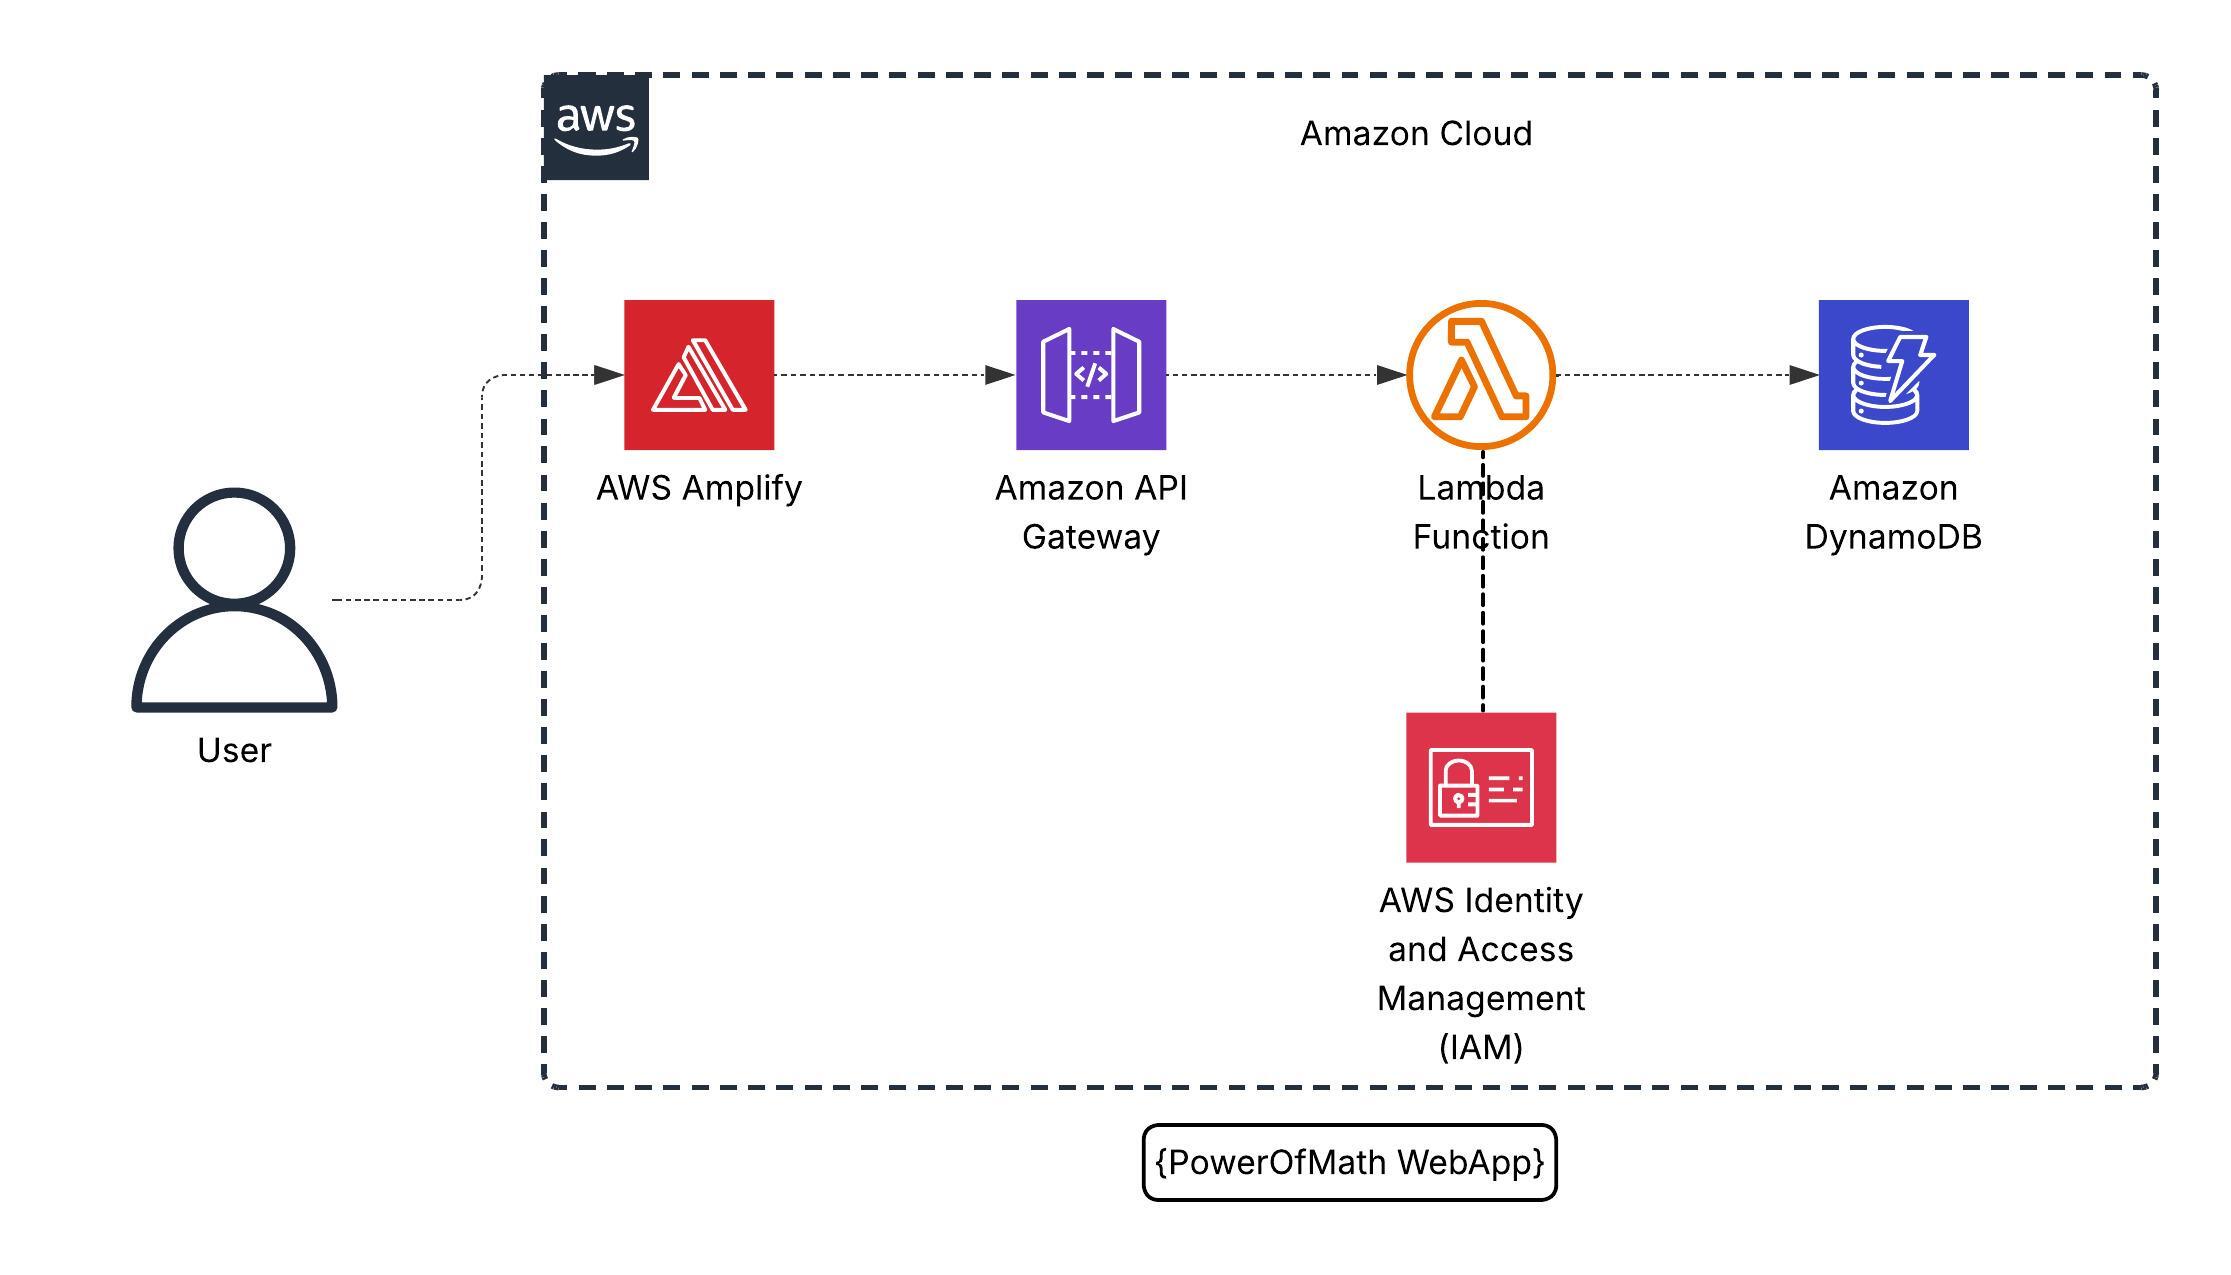 aws
Amazon Cloud
AWS Amplify
Amazon API
Gateway
Lambda
Function
Amazon
DynamoDB
User
AWS Identity
and Access
Management
(IAM)
{PowerOfMath WebApp}